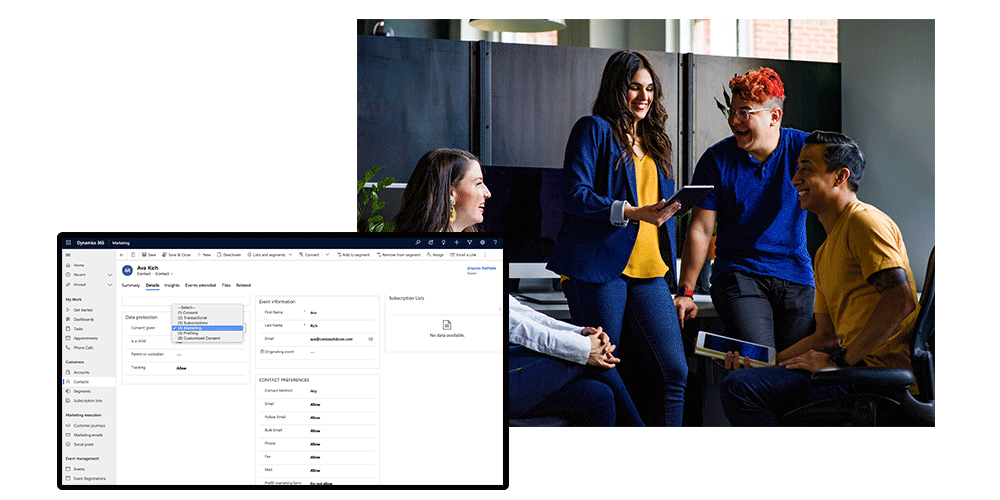 Dynamics 365 Marketing
Save Save & Close New Deactivate Lists and segments Connect Add to segment Remove from segment Assign Email a Link
Home
Recent
Pinned
My Work
Get started
Dashboards
Tasks
Appointments
Phone Calls
Customers
Accounts
Contacts
Segments
Subscription lists
Marketing execution
Customer journeys
Marketing emails
Social posts
Event management
Events
Event Registrations
Ava Rich
Contact · Contact
Owner
Summary Details Insights Events attended Files Related
Data protection
Consent given
--Select--
(1) Consent
(2) Transactional
(3) Subscriptions
(4) Marketing
(5) Profiling
(6) Customized Consent
Is a child
Parent or custodian ---
Tracking Allow
Event information
First Name * Ava
Last Name * Rich
Email ava@contosoltd.com
Originating event ---
CONTACT PREFERENCES
Contact Method Any
Email Allow
Follow Email Allow
Bulk Email Allow
Phone Allow
Fax Allow
Mail Allow
Prefill marketing form Do not allow
Subscription Lists
No data available.